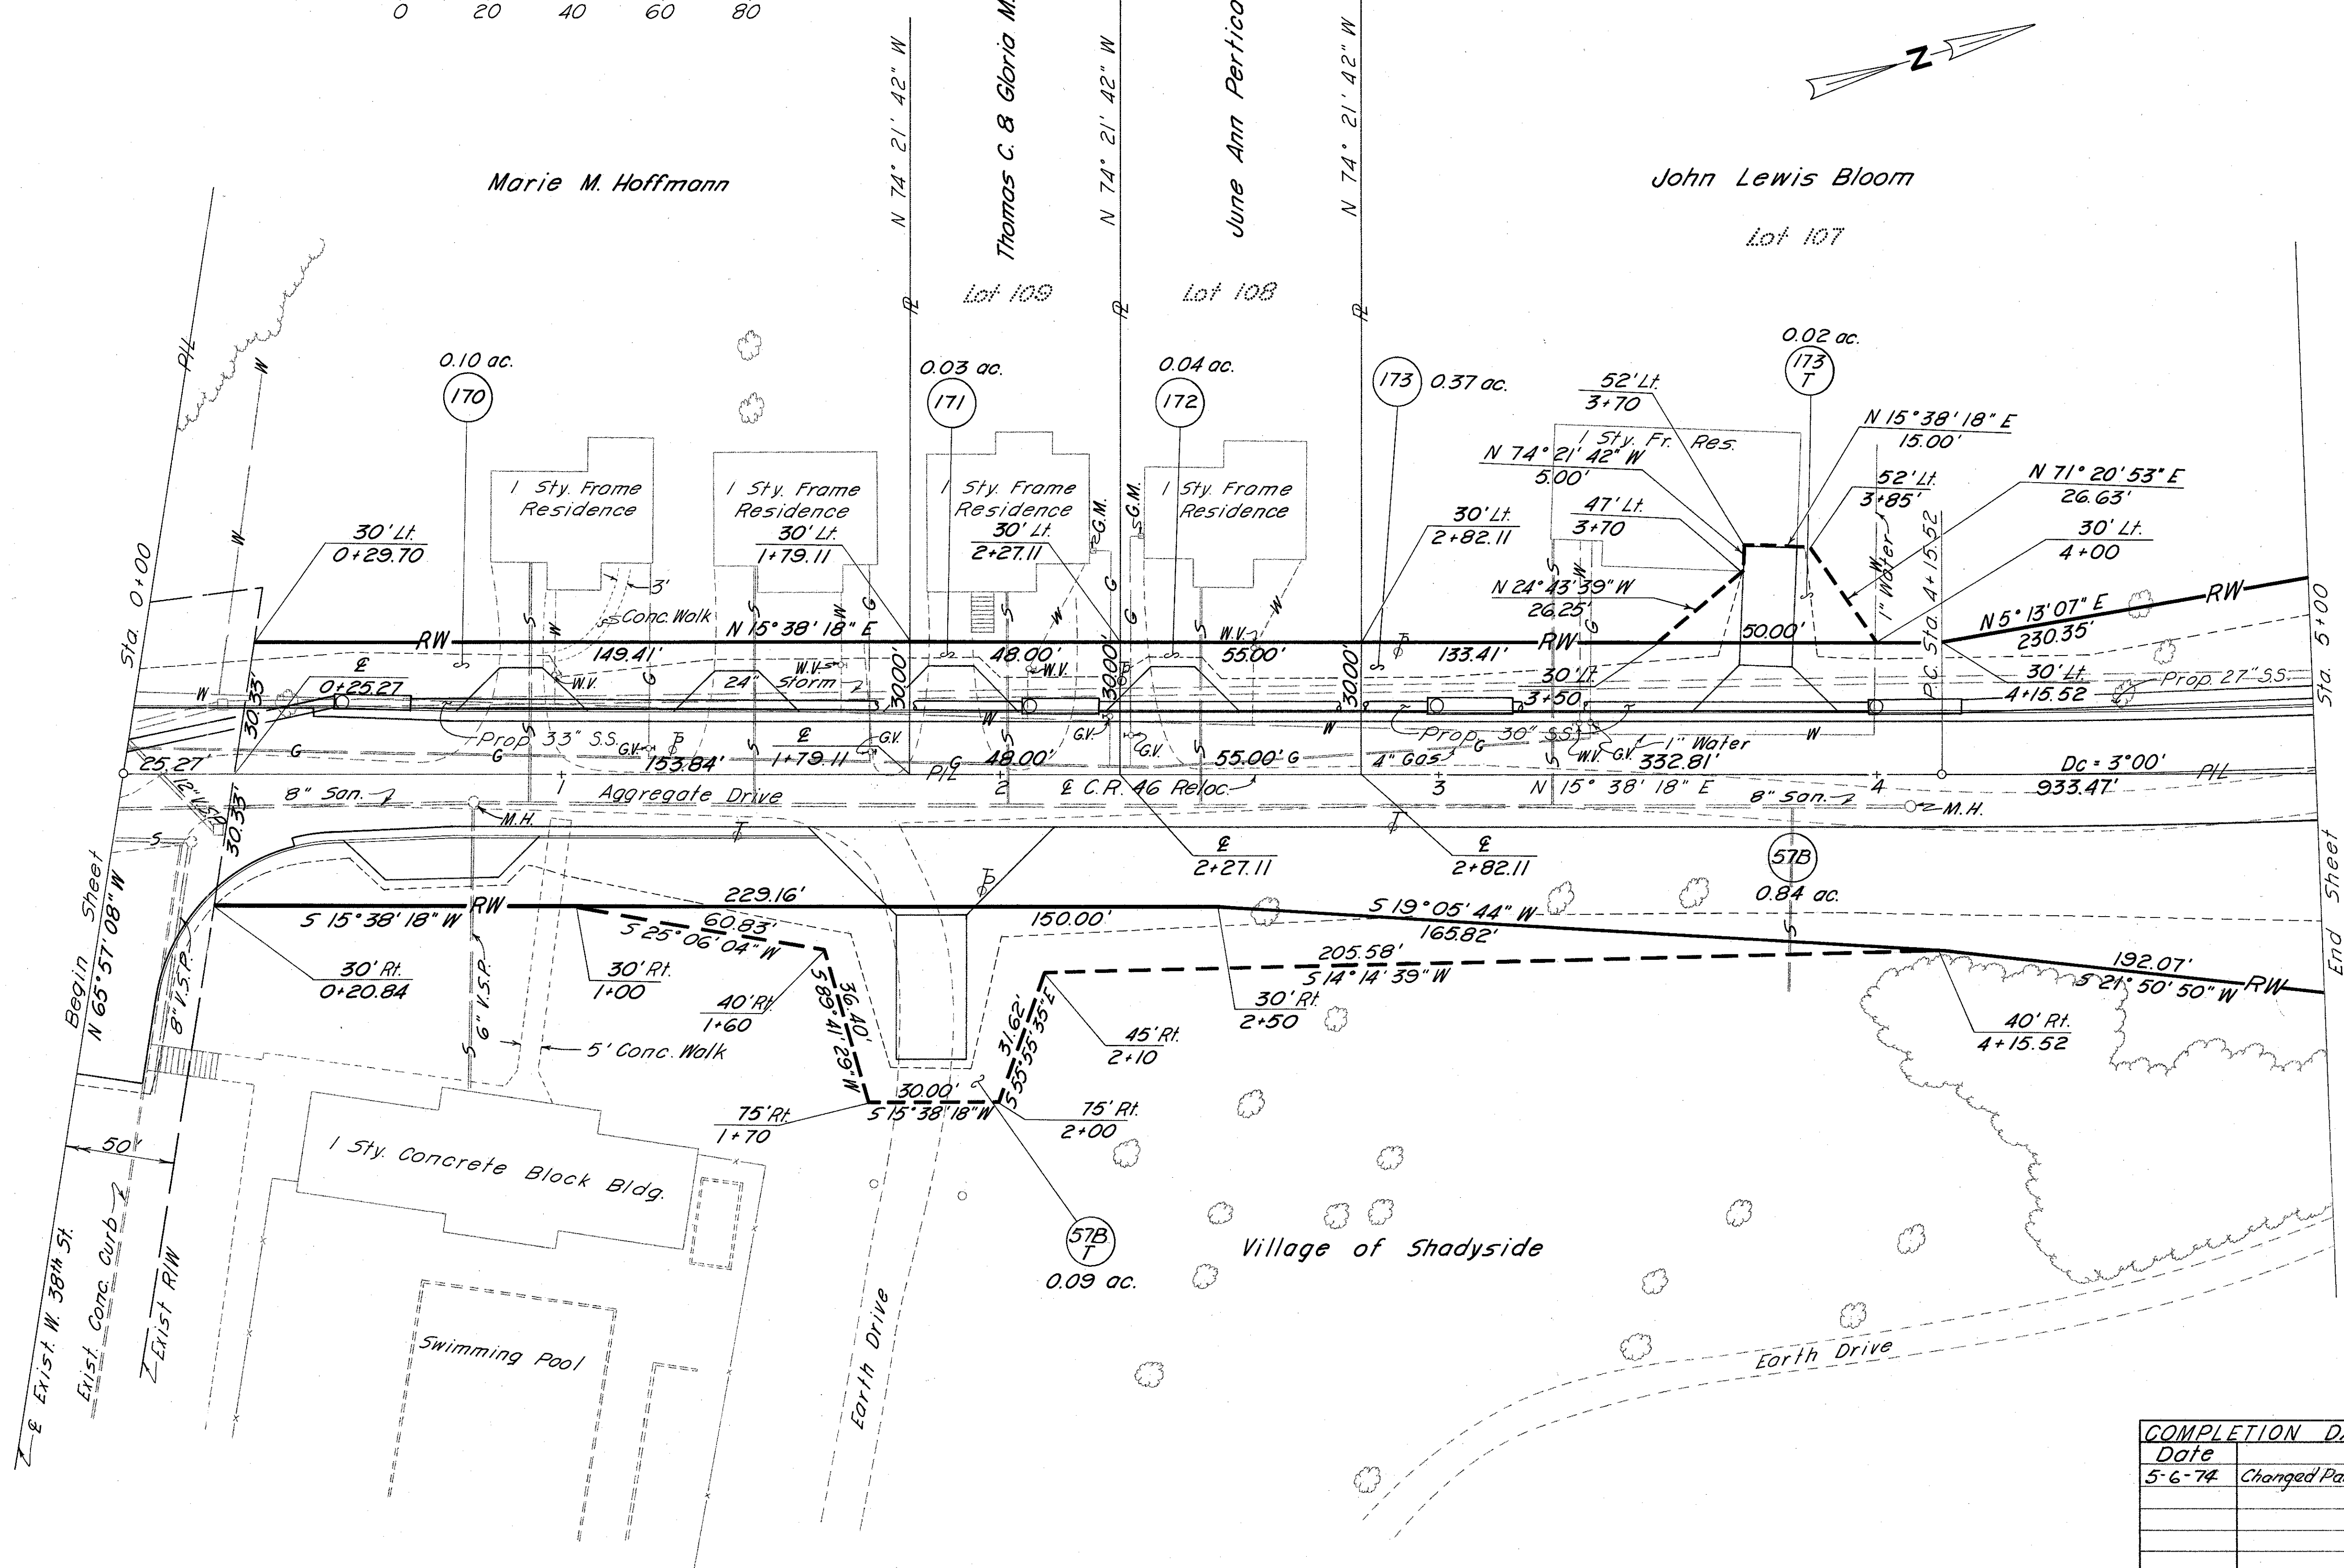 0 20 40 60 80
N 74° 21' 42" W
Thomas C. & Gloria M.
N 74° 21' 42" W
June Ann Pertico
N 74° 21' 42" W
N
Marie M. Hoffmann
John Lewis Bloom
Lot 107
Lot 109
Lot 108
Sta. 0+00
P/L
W
W
0.10 ac.
170
0.03 ac.
171
0.04 ac.
172
173
0.37 ac.
0.02 ac.
173
T
52' Lt.
3+70
N 15° 38' 18" E
15.00'
1 Sty. Fr. Res.
N 74° 21' 42" W
5.00'
52' Lt.
3+85'
N 71° 20' 53" E
26.63'
47' Lt.
3+70
30' Lt.
4+00
1 Sty. Frame
Residence
1 Sty. Frame
Residence
1 Sty. Frame
Residence
1 Sty. Frame
Residence
G.M.
G.M.
30' Lt.
0+29.70
30' Lt.
1+79.11
30' Lt.
2+27.11
30' Lt.
2+82.11
1" Water
P.C. Sta. 4+15.52
N 24° 43' 39" W
26.25'
3'
Conc. Walk
RW
N 15° 38' 18" E
W.V.
RW
50.00'
N 5° 13' 07" E
RW
230.35'
149.41'
48.00'
55.00'
133.41'
W.V.
W.V.
W.V.
24" Storm
30.00'
30.00'
30.00'
30' Lt.
3+50
30' Lt.
4+15.52
Prop. 27" S.S.
Sta. 5+00
0+25.27
30.33'
Prop. 33" S.S.
G.V.
153.84'
1+79.11
G.V.
48.00'
G.V.
G.V.
55.00'
Prop. 30" S.S.
4" Gas
W.V.
G.V.
1" Water
332.81'
Dc = 3°00'
P/L
933.47'
25.27'
12" V.S.P.
30.33'
8" San.
1
Aggregate Drive
P/L
2
℄ C.R. 46 Reloc.
3
N 15° 38' 18" E
4
8" San.
M.H.
M.H.
℄
2+27.11
℄
2+82.11
57B
0.84 ac.
Begin Sheet
N 65° 57' 08" W
S 15° 38' 18" W
RW
229.16'
150.00'
60.83'
S 25° 06' 04" W
S 19° 05' 44" W
165.82'
205.58'
S 14° 14' 39" W
192.07'
S 21° 50' 50" W
RW
End Sheet
30' Rt.
0+20.84
6" V.S.P.
8" V.S.P.
30' Rt.
1+00
40' Rt.
1+60
36.40'
S 89° 41' 29" W
31.62'
S 55° 55' 35" E
45' Rt.
2+10
30' Rt.
2+50
40' Rt.
4+15.52
5' Conc. Walk
30.00'
S 15° 38' 18" W
75' Rt.
1+70
75' Rt.
2+00
50'
1 Sty. Concrete Block Bldg.
57B
T
0.09 ac.
Village of Shadyside
℄ Exist. W. 38th St.
Exist. Conc. Curb
Exist R/W
Swimming Pool
Earth Drive
Earth Drive
COMPLETION
Date
5-6-74 Changed